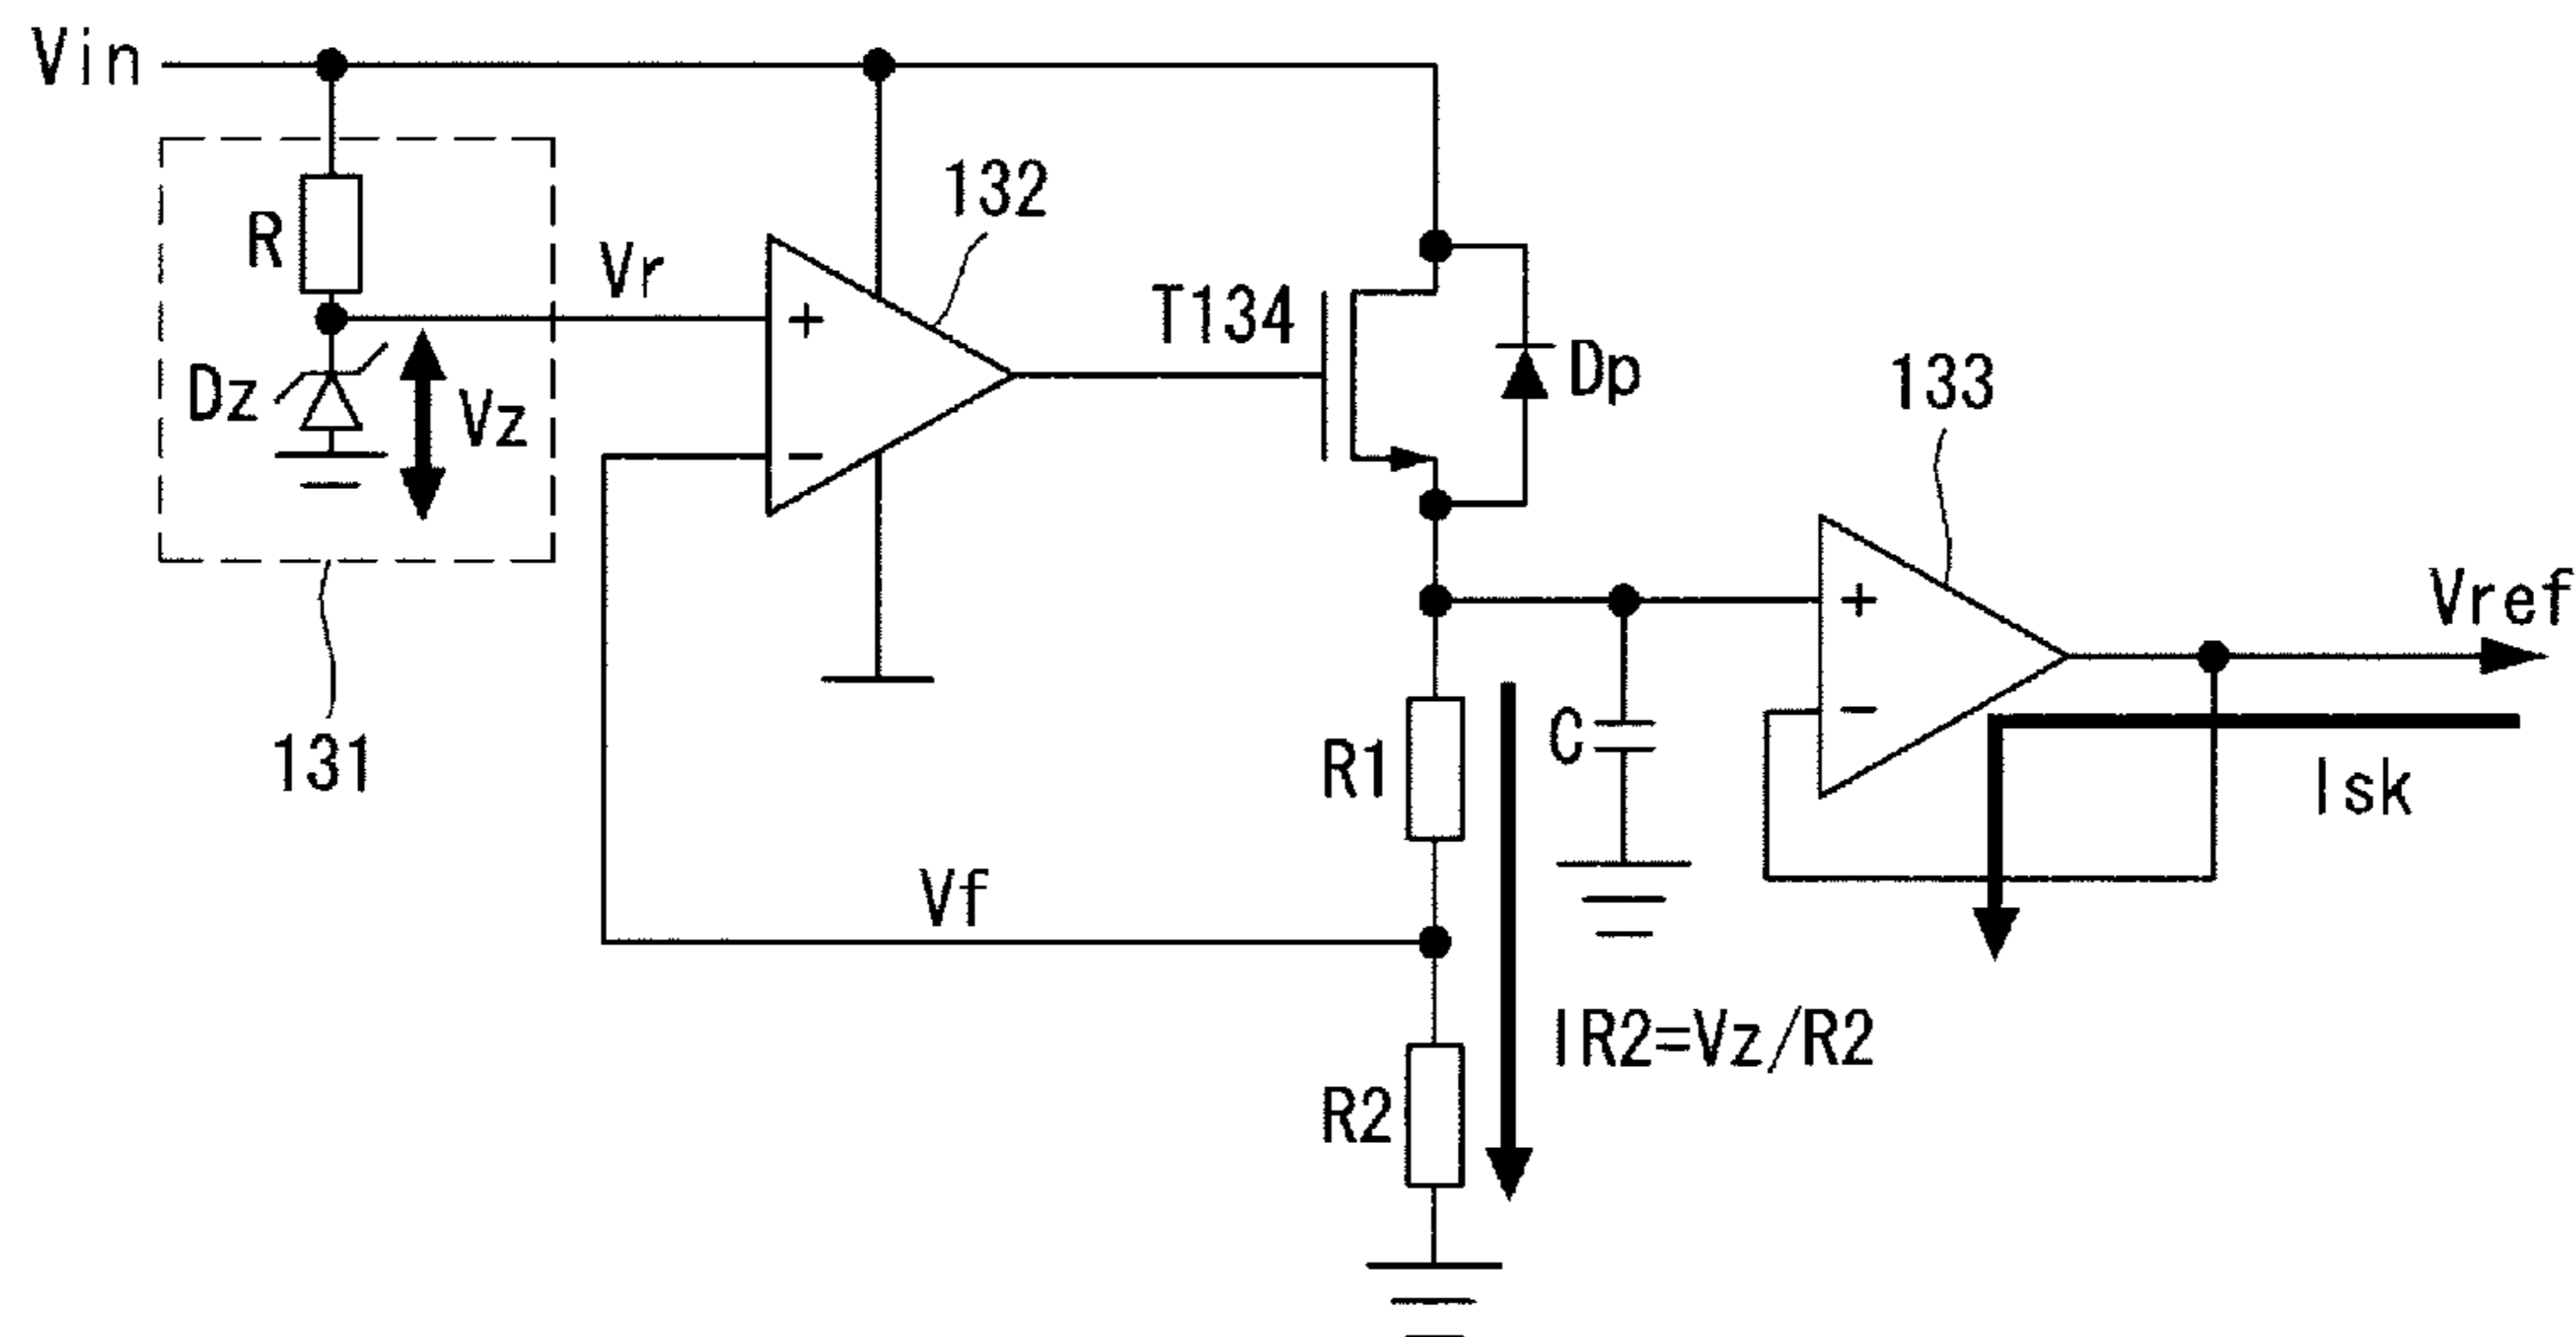 Vin
132
R
Vr
T134
+
Dz
Vz
Dp
133
−
+
Vref
131
R1
C
−
Isk
Vf
IR2=Vz/R2
R2